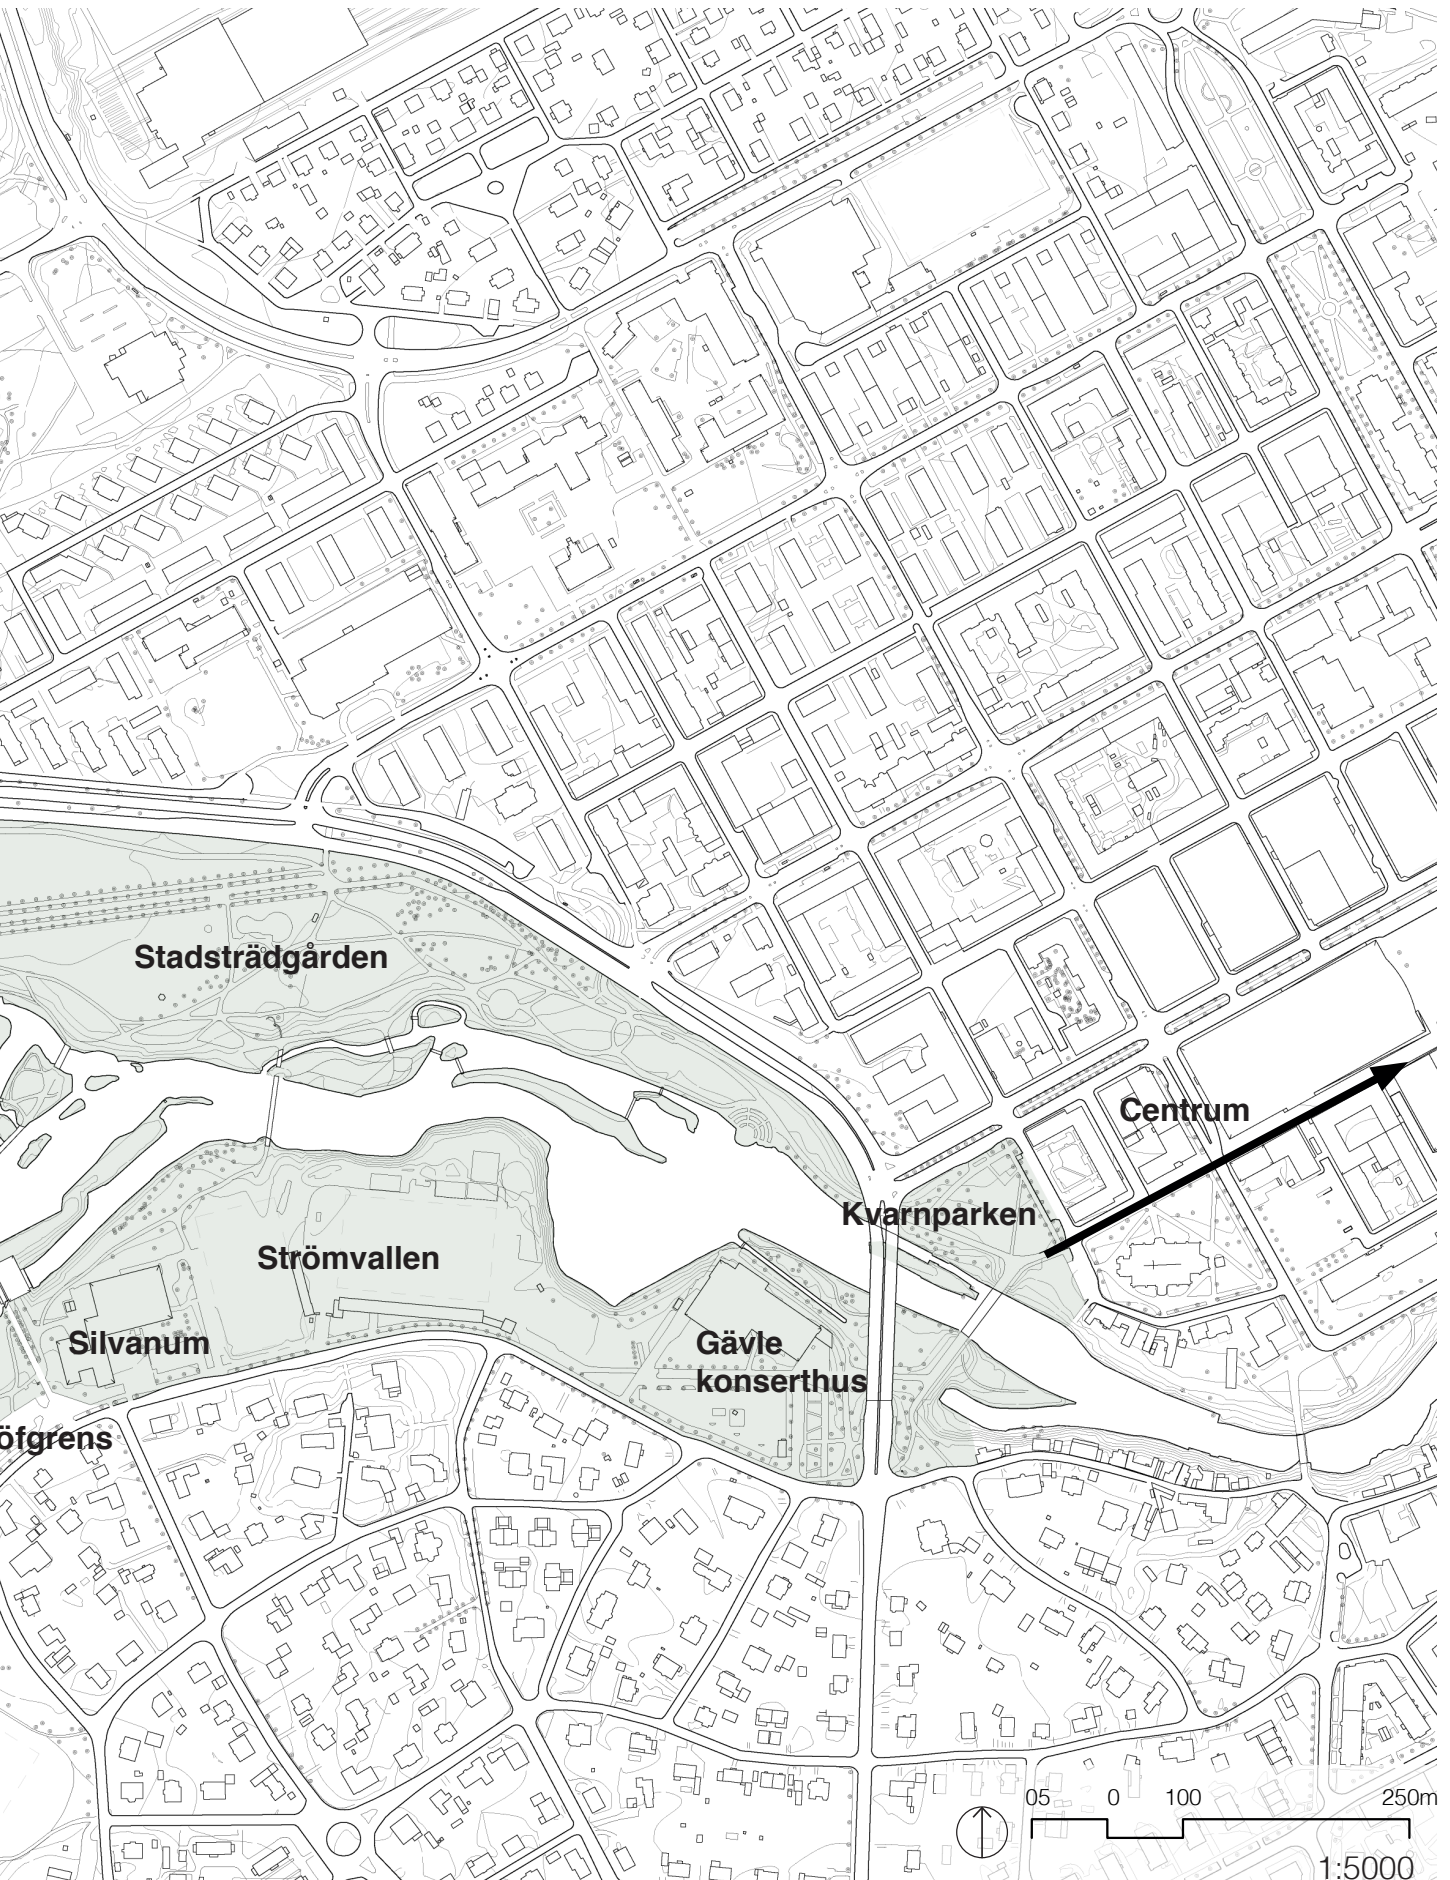 Stadsträdgården
Centrum
Kvarnparken
Strömvallen
Silvanum
Gävle
konserthus
öfgrens
05 0 100 250m
1:5000